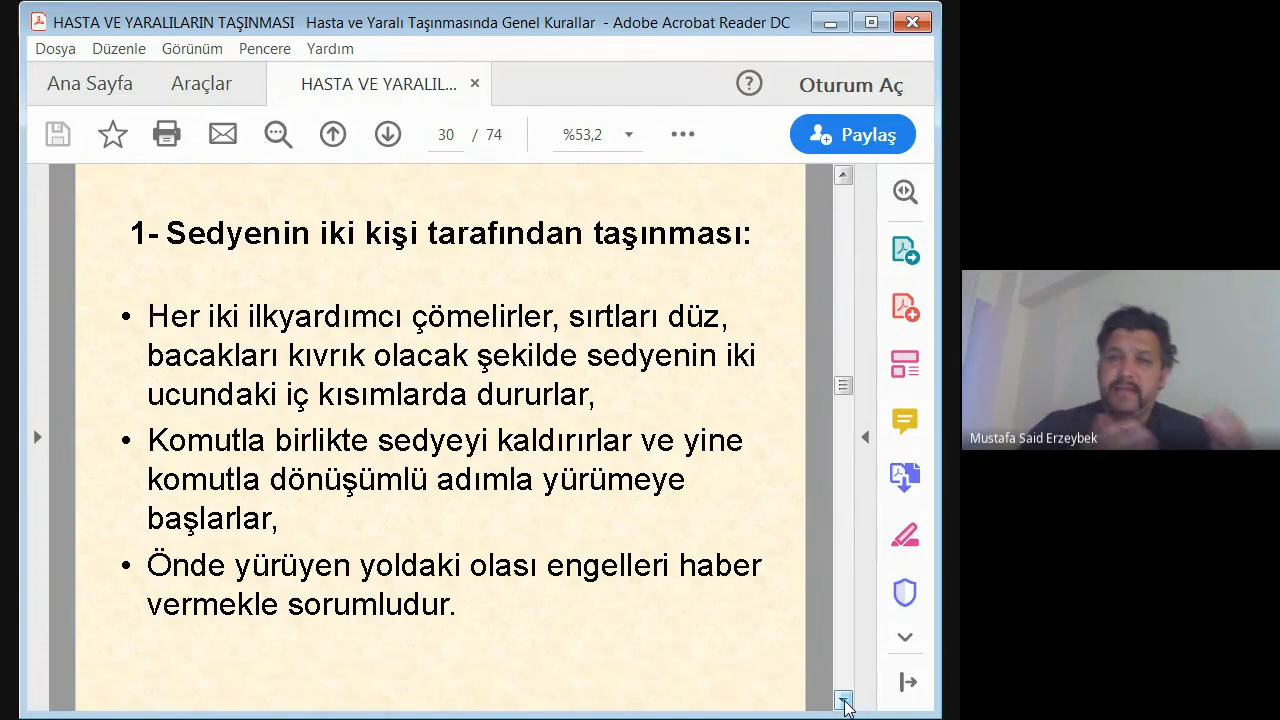 HASTA VE YARALILARIN TAŞINMASI   Hasta ve Yaralı Taşınmasında Genel Kurallar  - Adobe Acrobat Reader DC
Dosya Düzenle Görünüm Pencere Yardım
Ana Sayfa Araçlar HASTA VE YARALIL... × ? Oturum Aç
30 / 74 %53,2 Paylaş
1- Sedyenin iki kişi tarafından taşınması:
• Her iki ilkyardımcı çömelirler, sırtları düz,
bacakları kıvrık olacak şekilde sedyenin iki
ucundaki iç kısımlarda dururlar,
• Komutla birlikte sedyeyi kaldırırlar ve yine
komutla dönüşümlü adımla yürümeye
başlarlar,
• Önde yürüyen yoldaki olası engelleri haber
vermekle sorumludur.
Mustafa Said Erzeybek